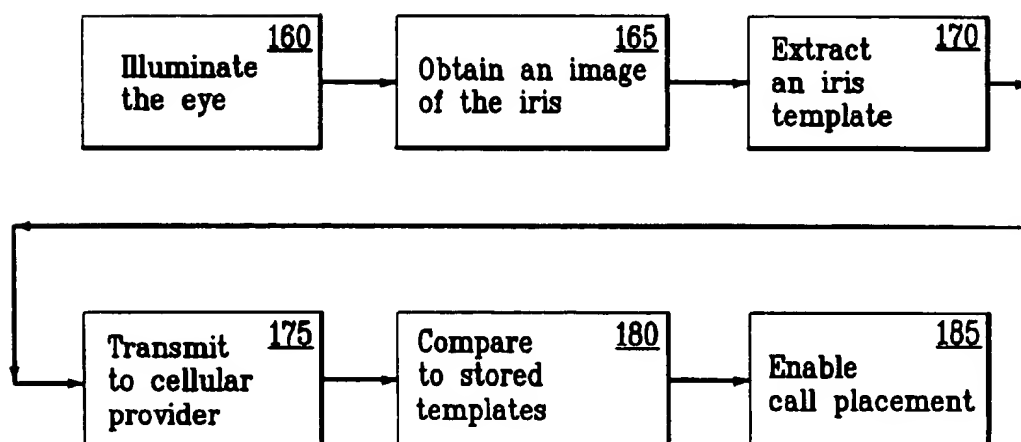 160
Illuminate
the eye
165
Obtain an image
of the iris
170
Extract
an iris
template
175
Transmit
to cellular
provider
180
Compare
to stored
templates
185
Enable
call placement